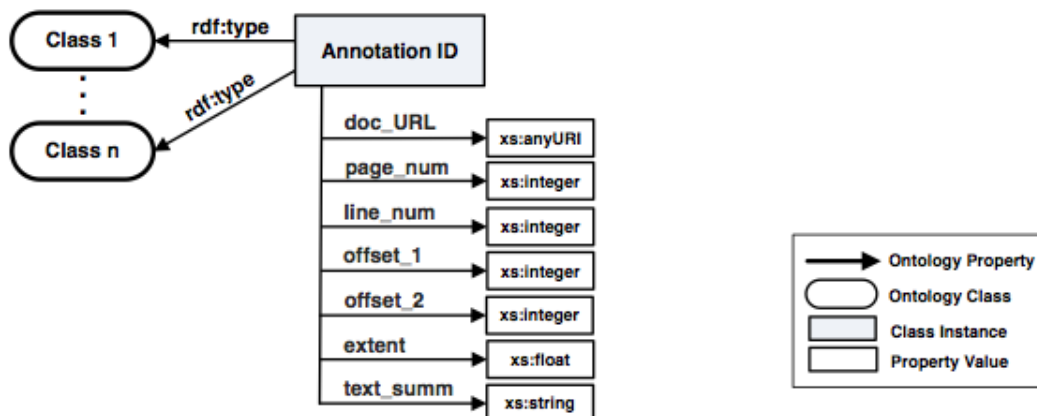 Class 1
rdf:type
Annotation ID
rdf:type
Class n
doc_URL
xs:anyURI
page_num
xs:integer
line_num
xs:integer
offset_1
xs:integer
offset_2
xs:integer
extent
xs:float
text_summ
xs:string
Ontology Property
Ontology Class
Class Instance
Property Value